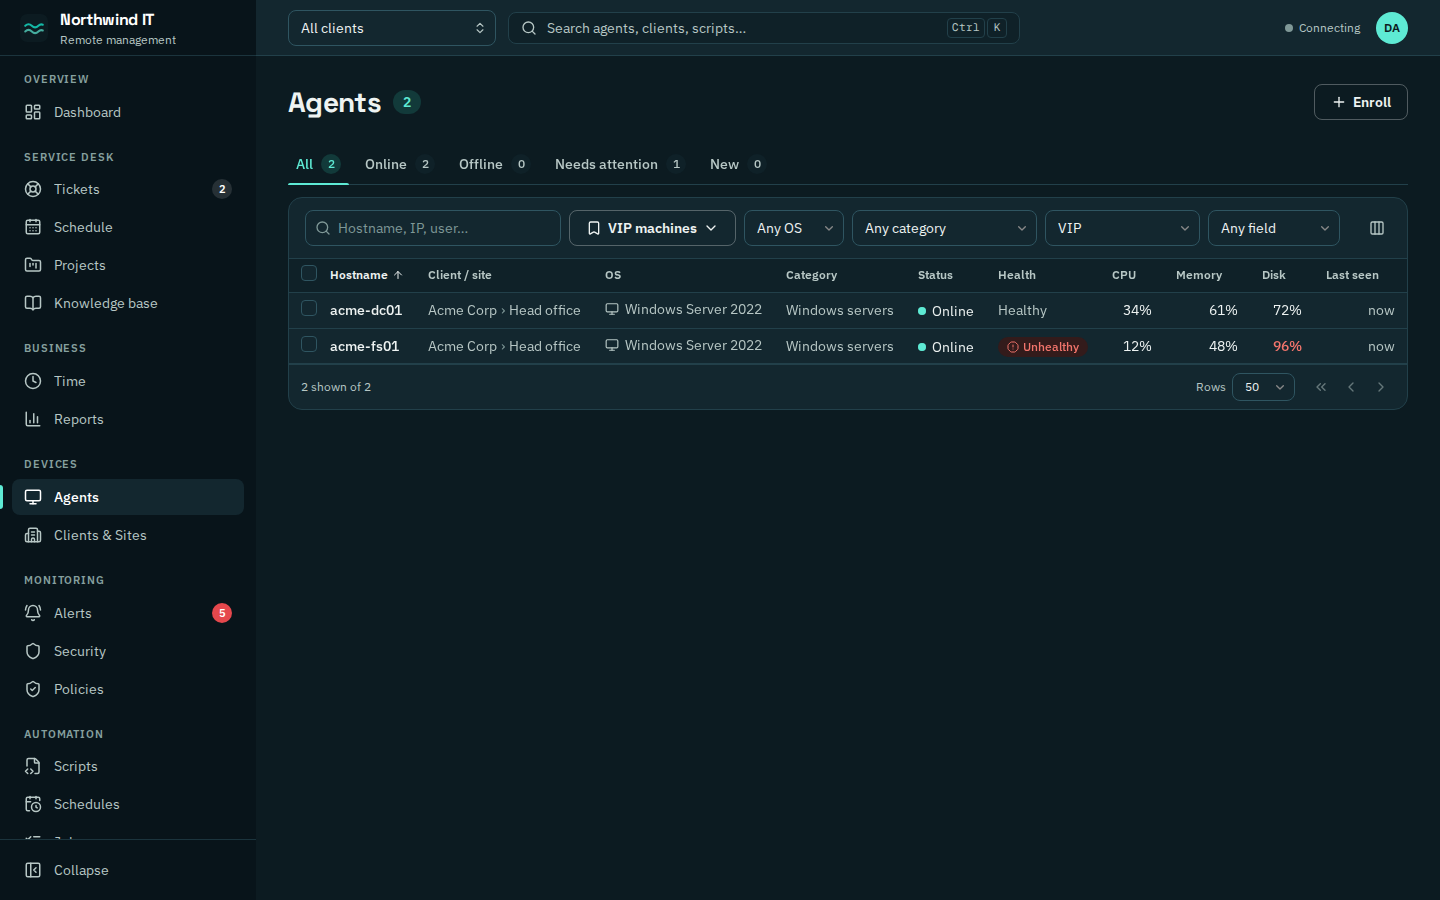 Northwind IT
Remote management
All clients
Search agents, clients, scripts...
Ctrl K
Connecting
DA
OVERVIEW
Dashboard
SERVICE DESK
Tickets 2
Schedule
Projects
Knowledge base
BUSINESS
Time
Reports
DEVICES
Agents
Clients & Sites
MONITORING
Alerts 5
Security
Policies
AUTOMATION
Scripts
Schedules
Collapse
Agents 2
Enroll
All 2 Online 2 Offline 0 Needs attention 1 New 0
Hostname, IP, user... VIP machines Any OS Any category VIP Any field
Hostname Client / site OS Category Status Health CPU Memory Disk Last seen
acme-dc01 Acme Corp › Head office Windows Server 2022 Windows servers Online Healthy 34% 61% 72% now
acme-fs01 Acme Corp › Head office Windows Server 2022 Windows servers Online Unhealthy 12% 48% 96% now
2 shown of 2 Rows 50